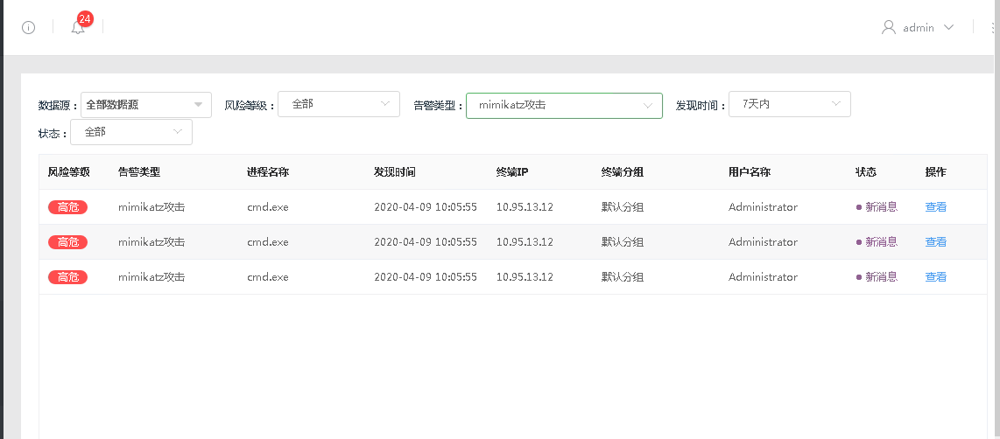 24
admin
数据源： 全部数据源 风险等级： 全部 告警类型： mimikatz攻击 发现时间： 7天内
状态： 全部
风险等级 告警类型 进程名称 发现时间 终端IP 终端分组 用户名称 状态 操作
高危 mimikatz攻击 cmd.exe 2020-04-09 10:05:55 10.95.13.12 默认分组 Administrator 新消息 查看
高危 mimikatz攻击 cmd.exe 2020-04-09 10:05:55 10.95.13.12 默认分组 Administrator 新消息 查看
高危 mimikatz攻击 cmd.exe 2020-04-09 10:05:55 10.95.13.12 默认分组 Administrator 新消息 查看